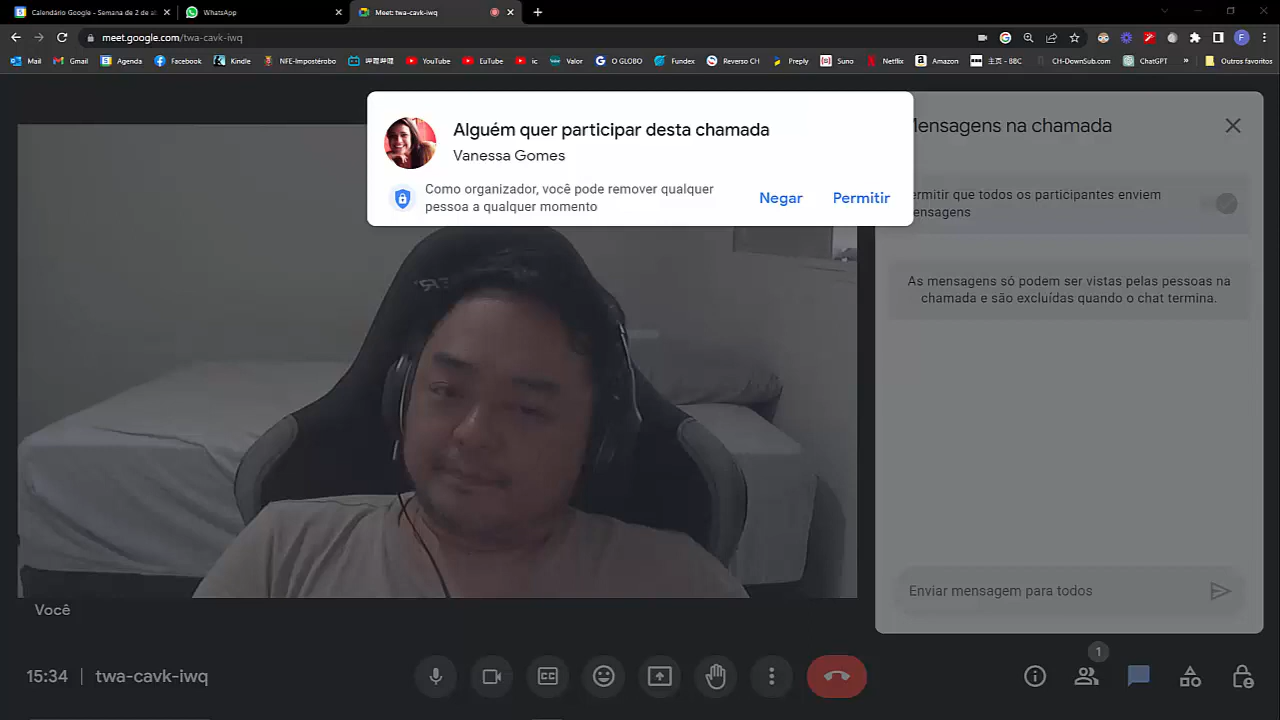 Calendário Google - Semana de 2 de a
WhatsApp
Meet: twa-cavk-iwq
meet.google.com/twa-cavk-iwq
F
Mail
Gmail
Agenda
Facebook
Kindle
NFE-Impostérobo
哔哩哔哩
YouTube
EuTube
ic
Valor
O GLOBO
Fundex
Reverso CH
Preply
Suno
Netflix
Amazon
主页 - BBC
CH-DownSub.com
ChatGPT
»
Outros favoritos
Alguém quer participar desta chamada
Vanessa Gomes
Como organizador, você pode remover qualquer
pessoa a qualquer momento
Negar
Permitir
Mensagens na chamada
ermitir que todos os participantes enviem
ensagens
As mensagens só podem ser vistas pelas pessoas na
chamada e são excluídas quando o chat termina.
Enviar mensagem para todos
Você
15:34
twa-cavk-iwq
CC
1